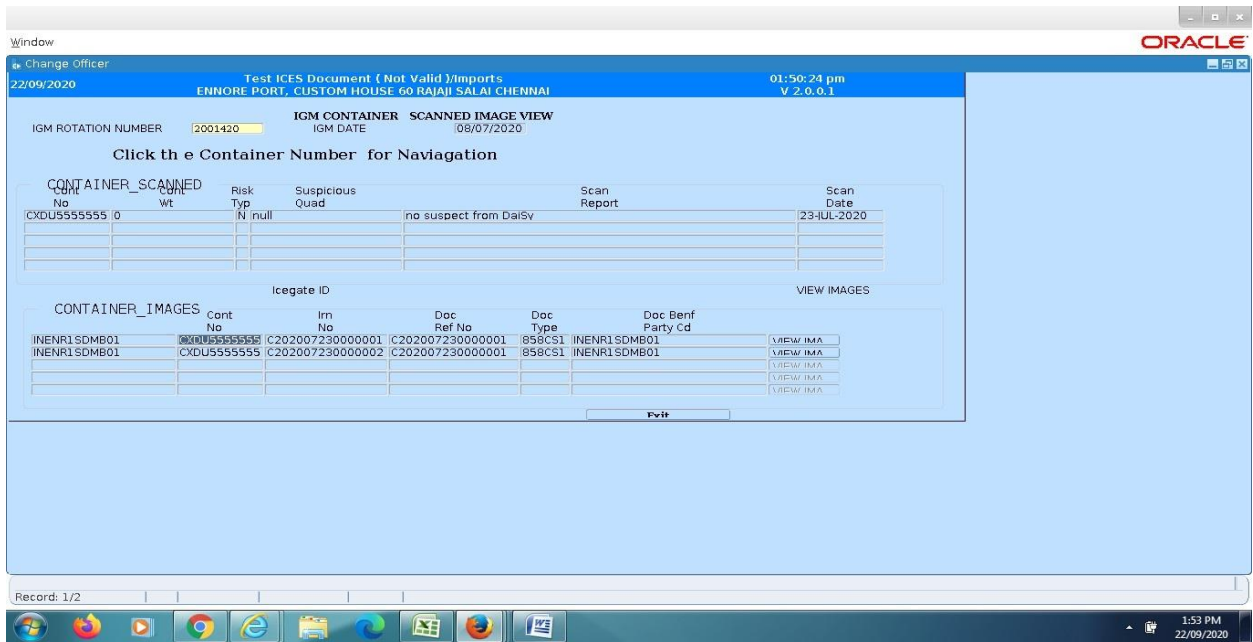 Window
ORACLE
Change Officer
22/09/2020
Test ICES Document ( Not Valid )/Imports
01:50:24 pm
ENNORE PORT, CUSTOM HOUSE 60 RAJAJI SALAI CHENNAI
V 2.0.0.1
IGM CONTAINER SCANNED IMAGE VIEW
IGM ROTATION NUMBER 2001420 IGM DATE 08/07/2020
Click th e Container Number for Naviagation
CONTAINER_SCANNED
Cont Cont Risk Suspicious Scan Scan
No Wt Typ Quad Report Date
CXDU5555555 0 N null no suspect from DaiSy 23-JUL-2020
Icegate ID VIEW IMAGES
CONTAINER_IMAGES
Cont Irn Doc Doc Doc Benf
No No Ref No Type Party Cd
INENR1SDMB01 CXDU5555555 C202007230000001 C202007230000001 858CS1 INENR1SDMB01 VIEW IMA
INENR1SDMB01 CXDU5555555 C202007230000002 C202007230000001 858CS1 INENR1SDMB01 VIEW IMA
VIEW IMA
VIEW IMA
VIEW IMA
Exit
Record: 1/2
1:53 PM
22/09/2020